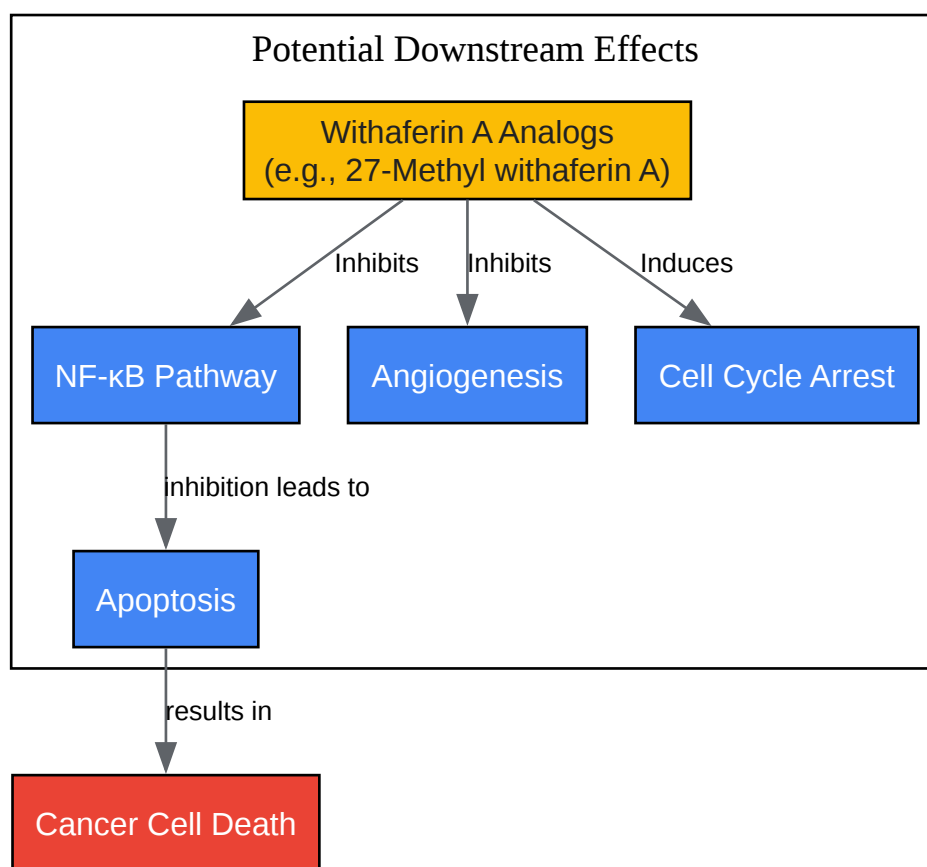 Potential Downstream Effects
Withaferin A Analogs
(e.g., 27-Methyl withaferin A)
Inhibits
Inhibits
Induces
NF-κB Pathway
Angiogenesis
Cell Cycle Arrest
inhibition leads to
Apoptosis
results in
Cancer Cell Death